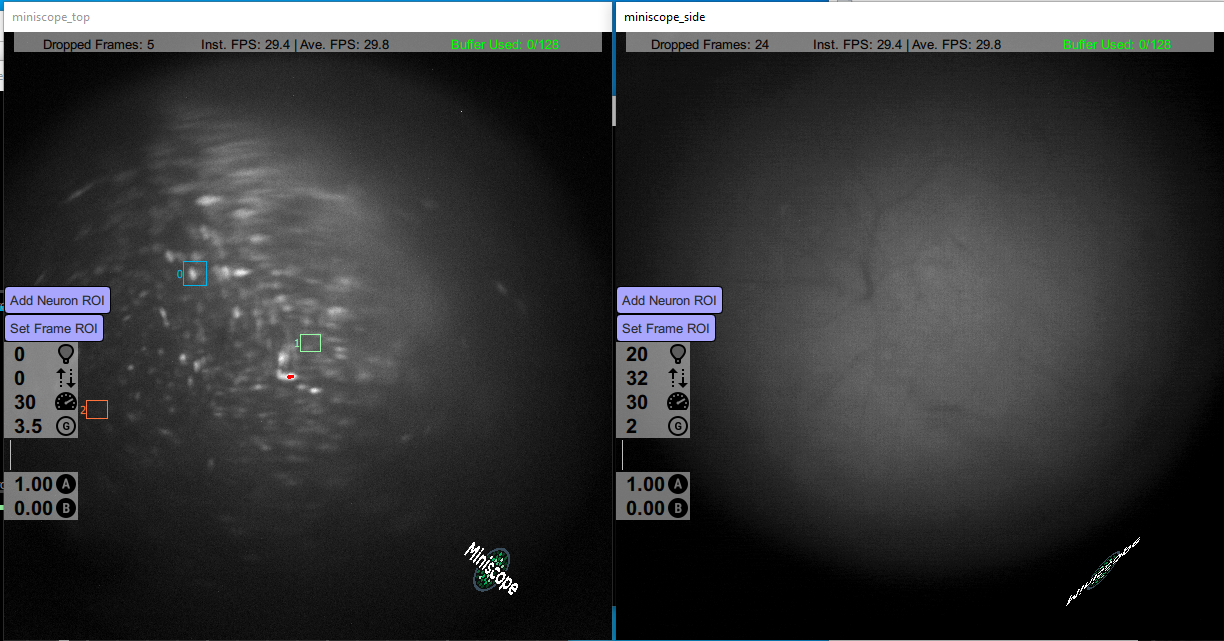 miniscope_top
Dropped Frames: 5 Inst. FPS: 29.4 | Ave. FPS: 29.8 Buffer Used: 0/128
0
1
Add Neuron ROI
Set Frame ROI
0
0
30
3.5 G
2
1.00 A
0.00 B
Miniscope
miniscope_side
Dropped Frames: 24 Inst. FPS: 29.4 | Ave. FPS: 29.8 Buffer Used: 0/128
Add Neuron ROI
Set Frame ROI
20
32
30
2 G
1.00 A
0.00 B